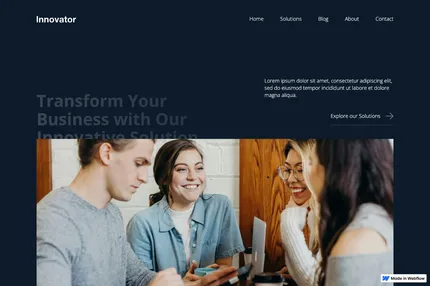 Innovator
Home Solutions Blog About Contact
Lorem ipsum dolor sit amet, consectetur adipiscing elit,
sed do eiusmod tempor incididunt ut labore et dolore
magna aliqua.
Transform Your
Business with Our
Innovative Solution
Explore our Solutions
Made in Webflow